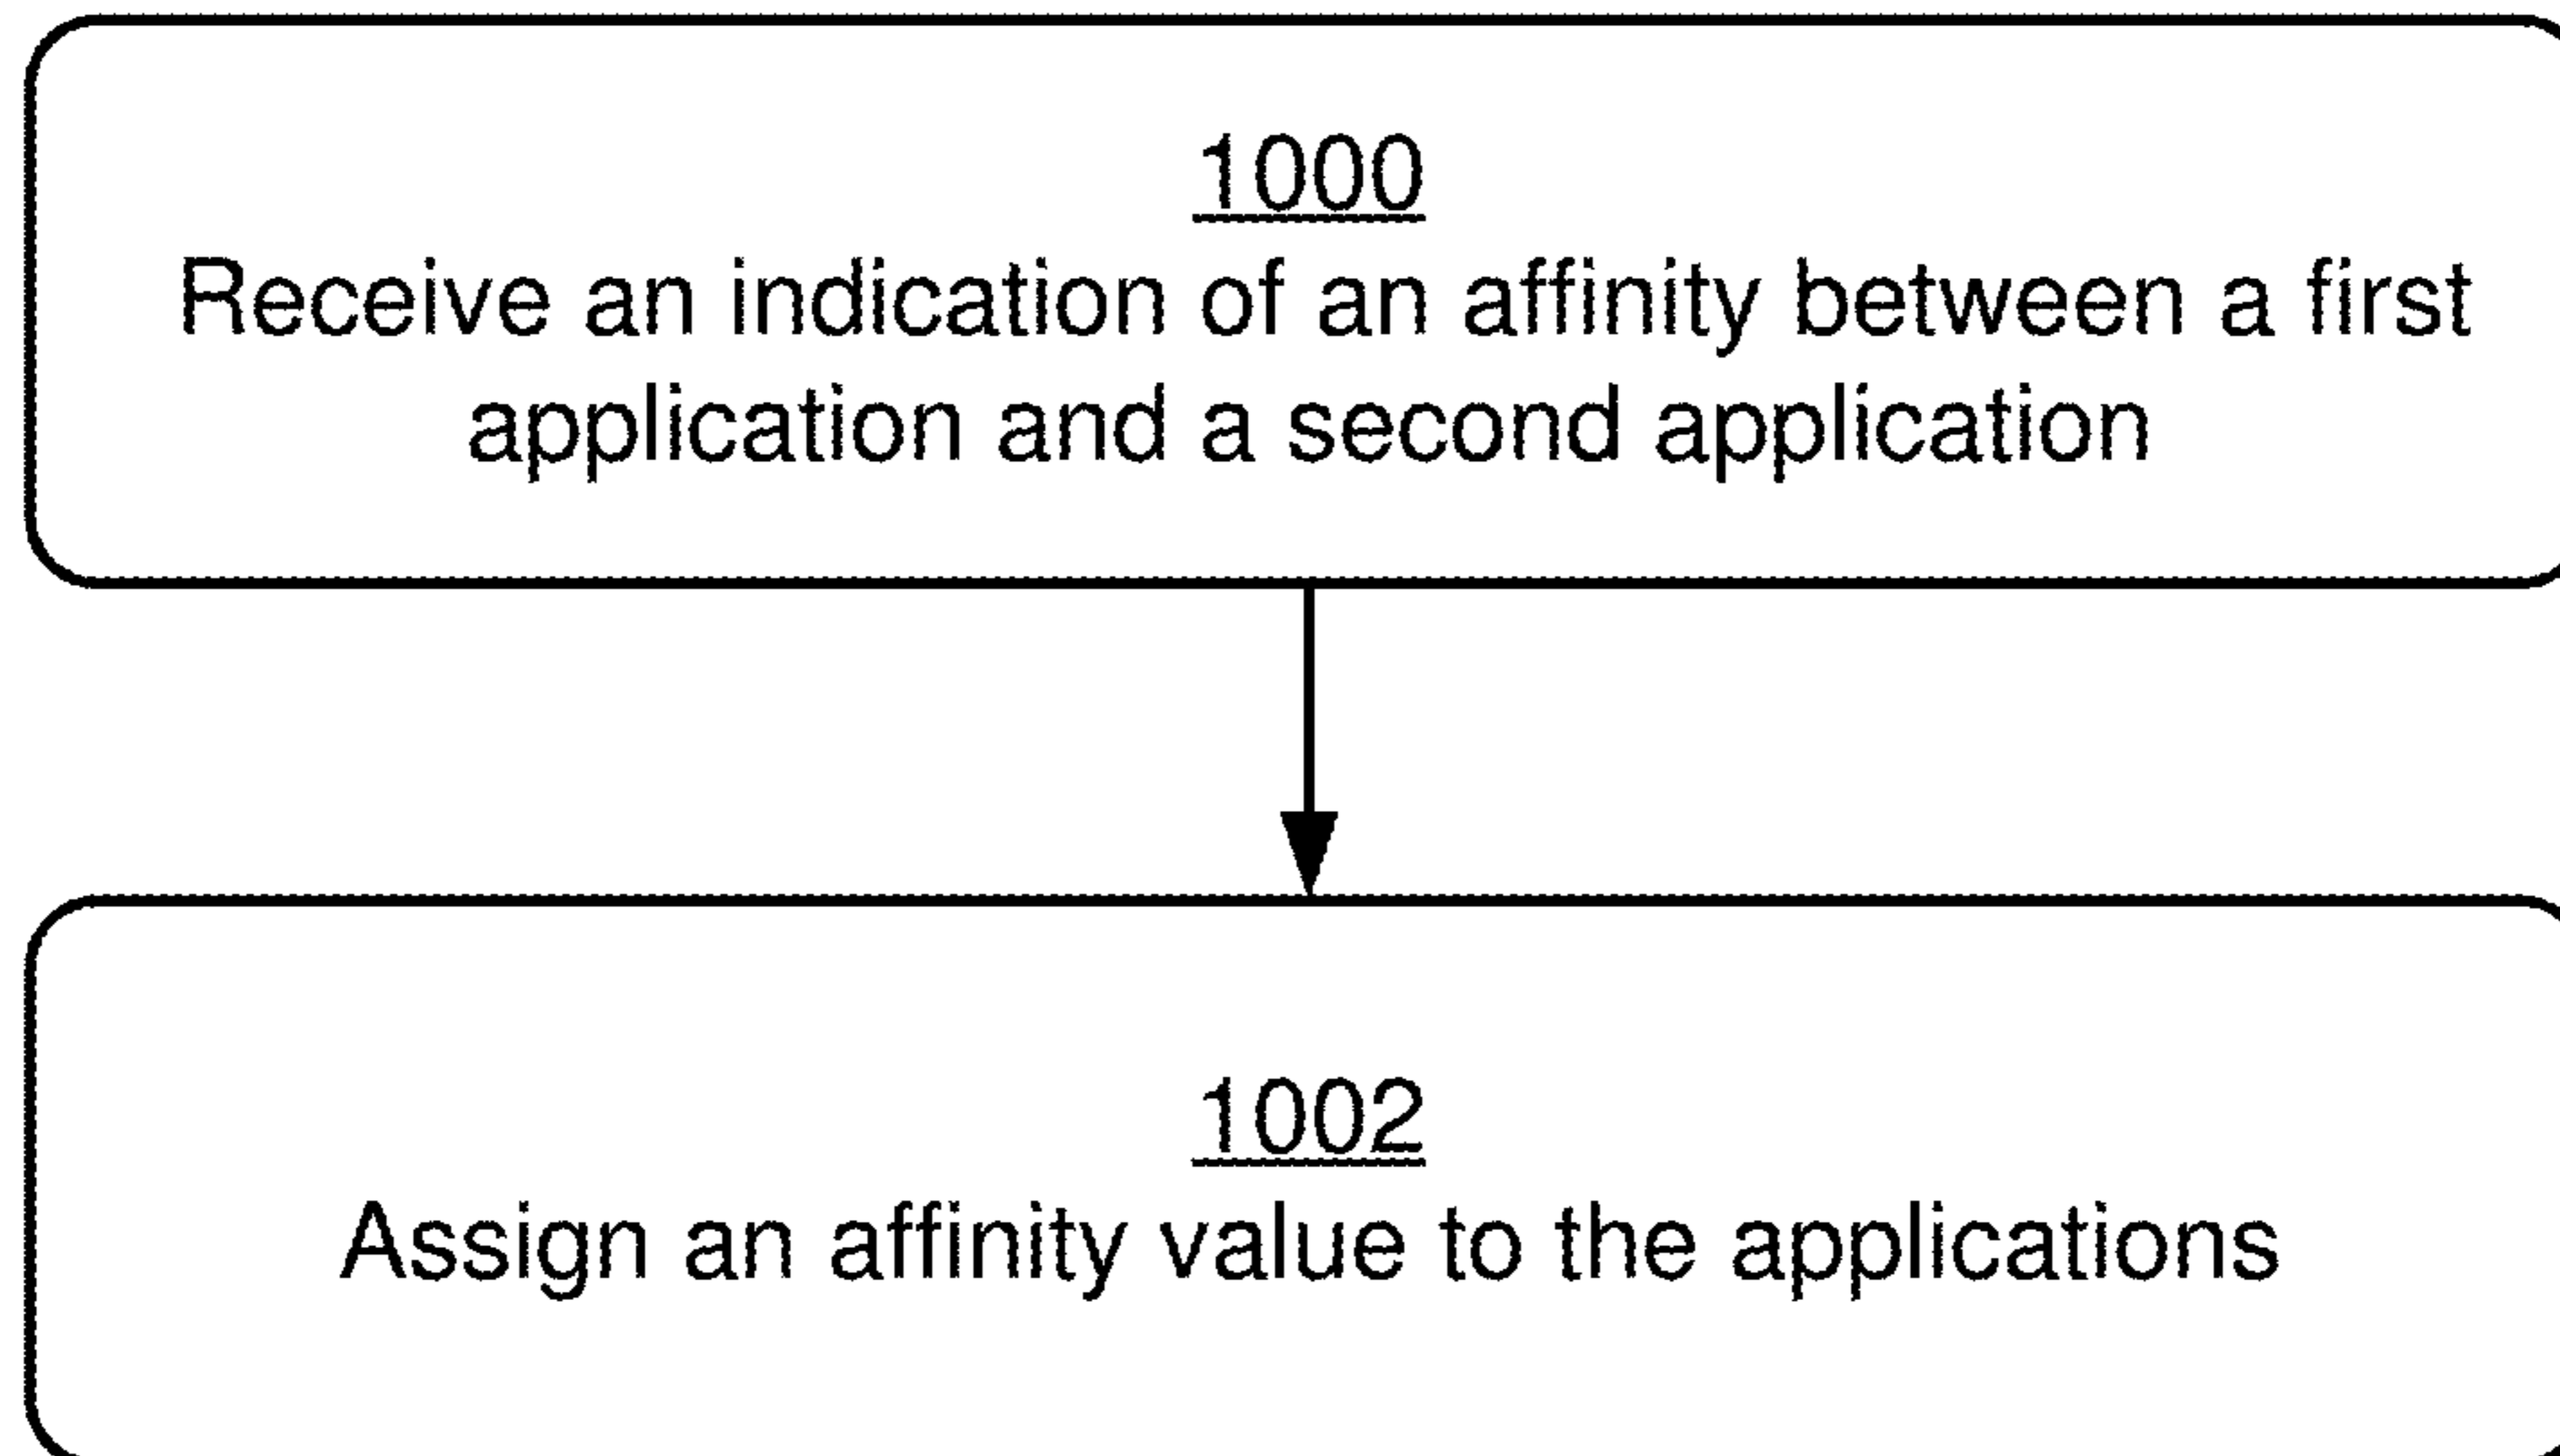 1000
Receive an indication of an affinity between a first
application and a second application
1002
Assign an affinity value to the applications